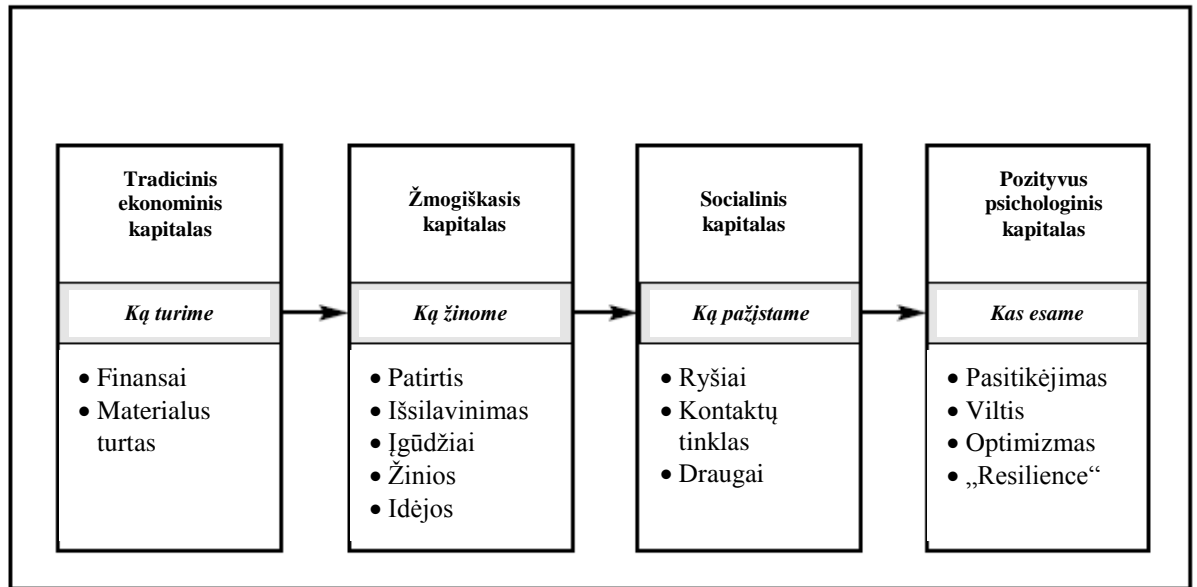 Tradicinis
ekonominis
kapitalas
Ką turime
• Finansai
• Materialus
turtas
Žmogiškasis
kapitalas
Ką žinome
• Patirtis
• Išsilavinimas
• Įgūdžiai
• Žinios
• Idėjos
Socialinis
kapitalas
Ką pažįstame
• Ryšiai
• Kontaktų
tinklas
• Draugai
Pozityvus
psichologinis
kapitalas
Kas esame
• Pasitikėjimas
• Viltis
• Optimizmas
• „Resilience“